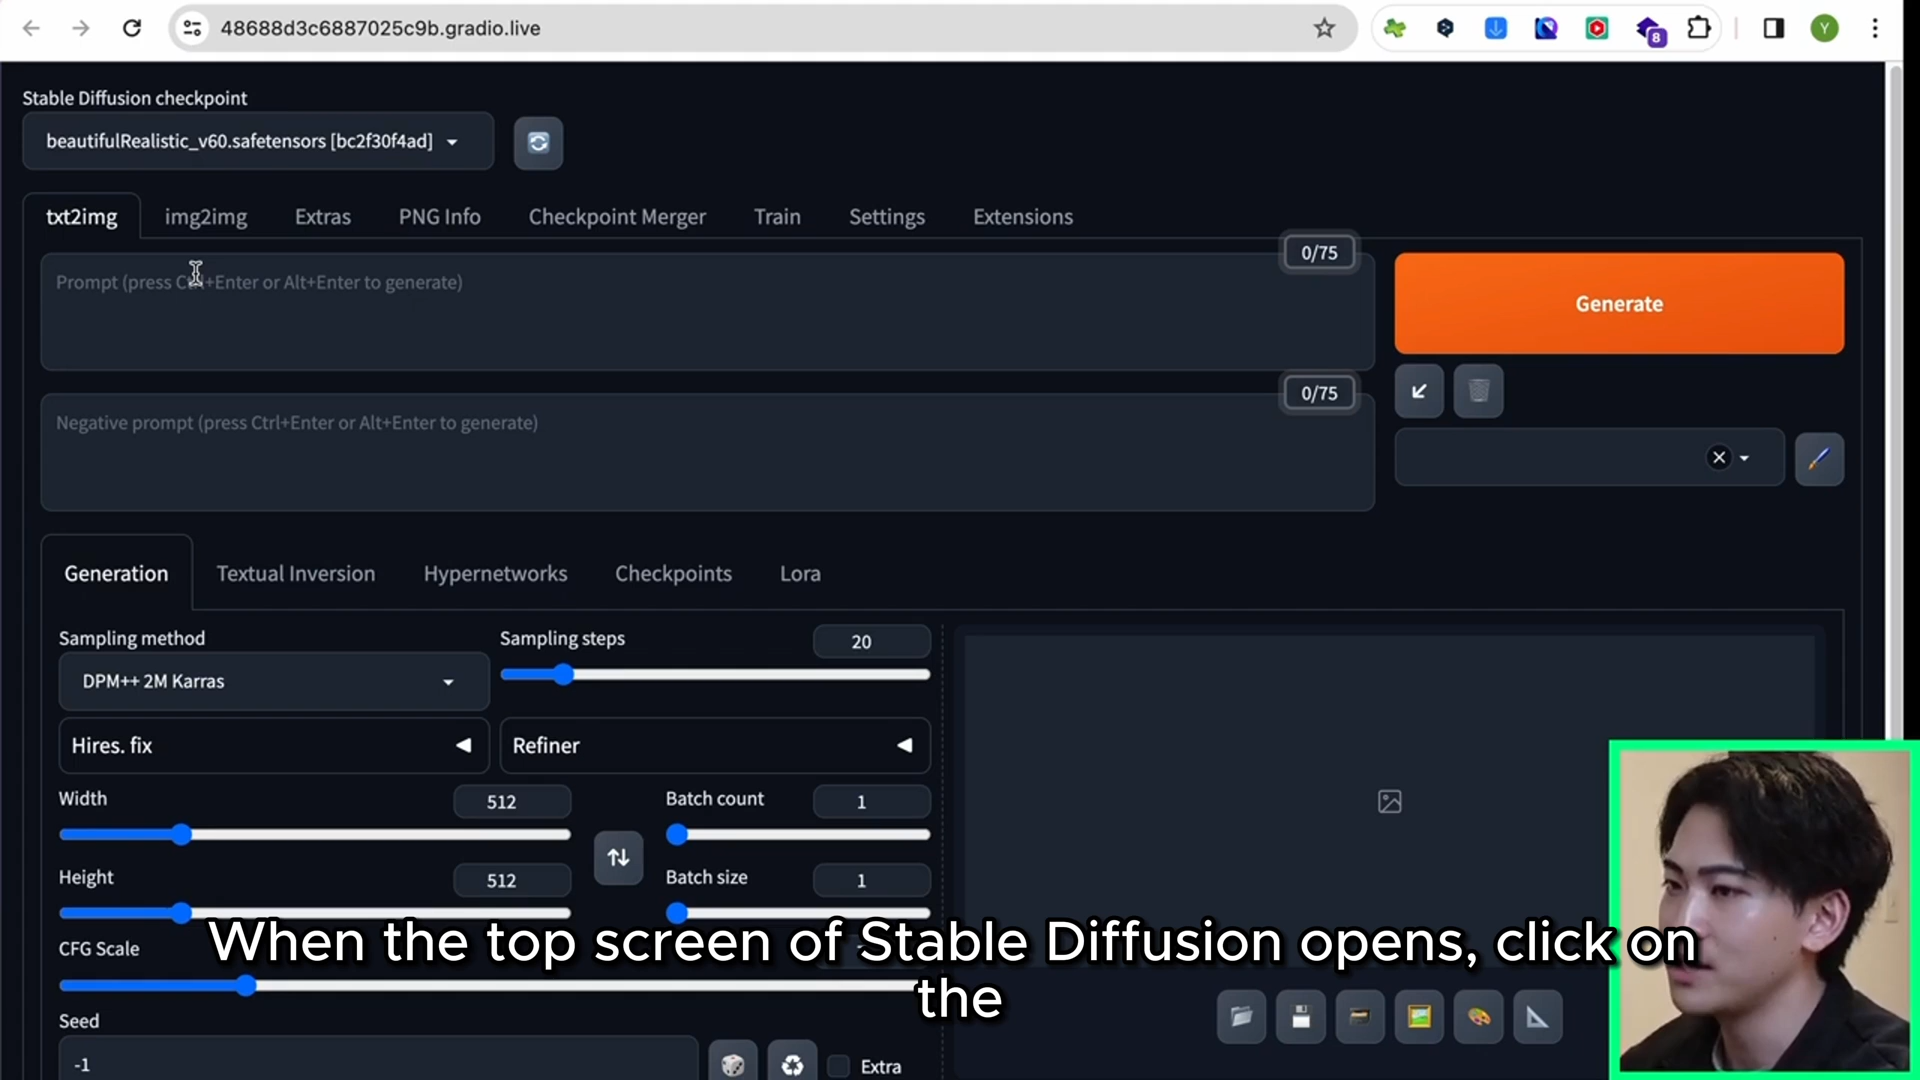 48688d3c6887025c9b.gradio.live
8
Y
Stable Diffusion checkpoint
beautifulRealistic_v60.safetensors [bc2f30f4ad]
txt2img
img2img
Extras
PNG Info
Checkpoint Merger
Train
Settings
Extensions
0/75
Prompt (press Ctrl+Enter or Alt+Enter to generate)
Generate
0/75
Negative prompt (press Ctrl+Enter or Alt+Enter to generate)
Generation
Textual Inversion
Hypernetworks
Checkpoints
Lora
Sampling method
DPM++ 2M Karras
Sampling steps
20
Hires. fix
Refiner
Width
512
Batch count
1
Height
512
Batch size
1
CFG Scale
When the top screen of Stable Diffusion opens, click on
the
Seed
-1
Extra